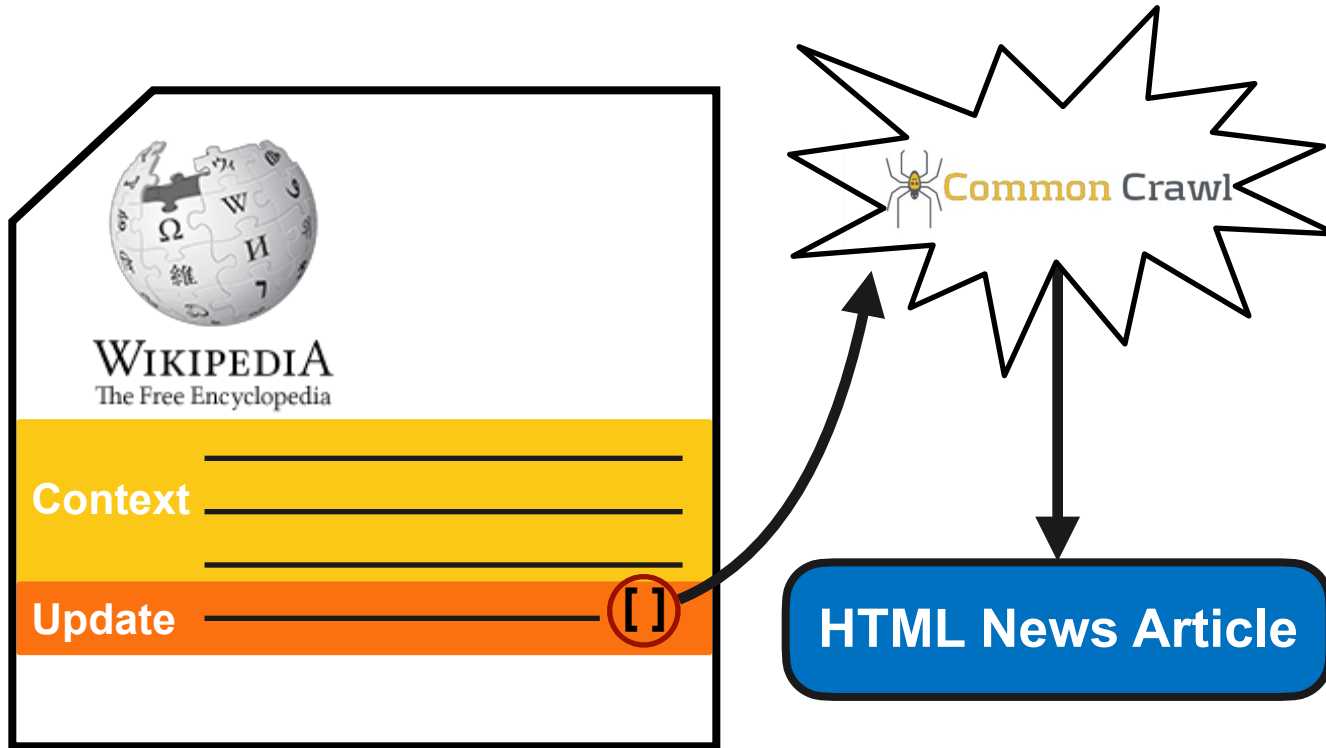 WIKIPEDIA
The Free Encyclopedia
Context
Update
[ ]
Common Crawl
HTML News Article